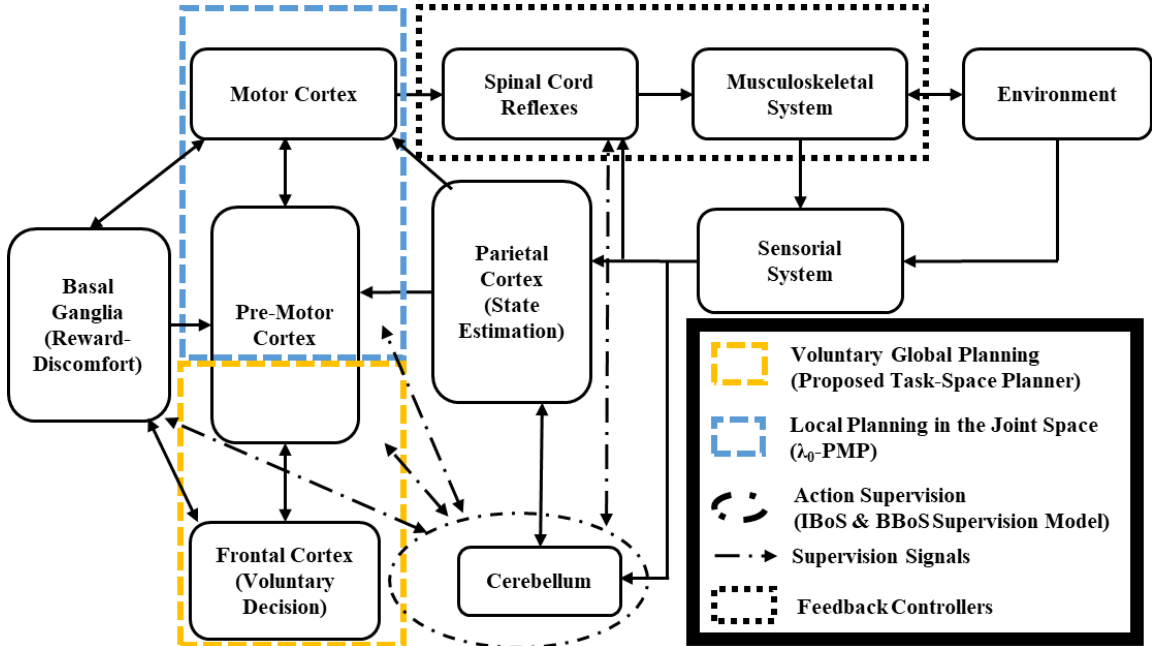 Motor Cortex
Spinal Cord
Reflexes
Musculoskeletal
System
Environment
Basal
Ganglia
(Reward-
Discomfort)
Pre-Motor
Cortex
Parietal
Cortex
(State
Estimation)
Sensorial
System
Frontal Cortex
(Voluntary
Decision)
Cerebellum
Voluntary Global Planning
(Proposed Task-Space Planner)
Local Planning in the Joint Space
(λ₀-PMP)
Action Supervision
(IBoS & BBoS Supervision Model)
Supervision Signals
Feedback Controllers